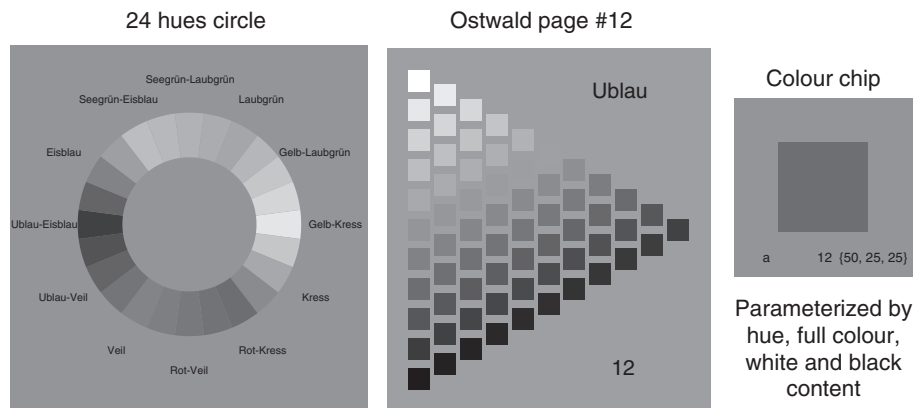 24 hues circle
Seegrün-Laubgrün
Seegrün-Eisblau
Laubgrün
Eisblau
Gelb-Laubgrün
Ublau-Eisblau
Gelb-Kress
Ublau-Veil
Kress
Veil
Rot-Kress
Rot-Veil
Ostwald page #12
Ublau
12
Colour chip
a 12 {50, 25, 25}
Parameterized by
hue, full colour,
white and black
content